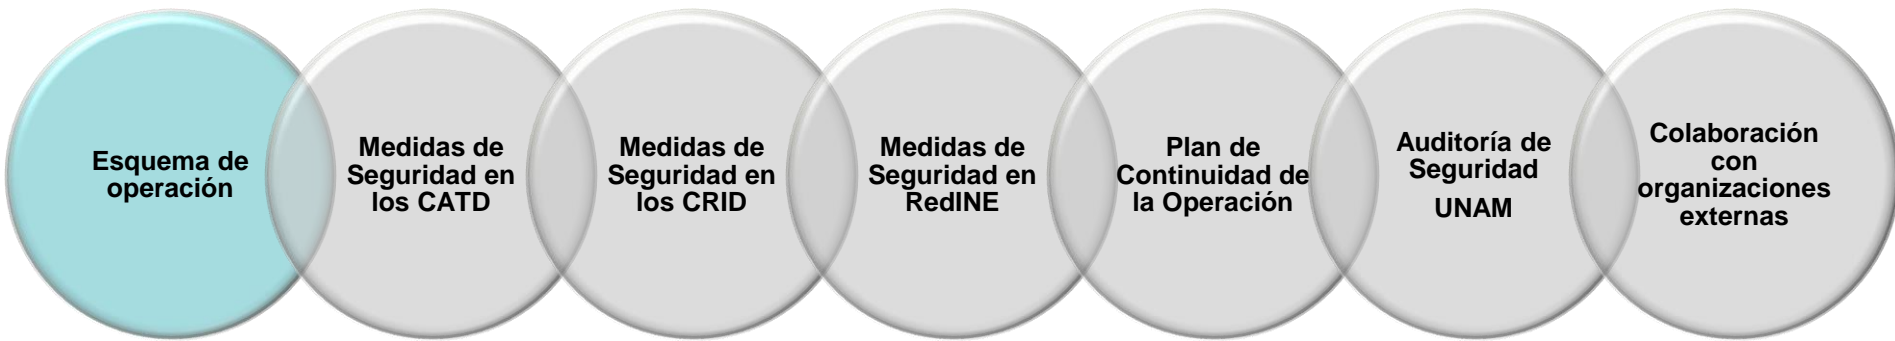 Esquema de
operación
Medidas de
Seguridad en
los CATD
Medidas de
Seguridad en
los CRID
Medidas de
Seguridad en
RedINE
Plan de
Continuidad de
la Operación
Auditoría de
Seguridad
UNAM
Colaboración
con
organizaciones
externas